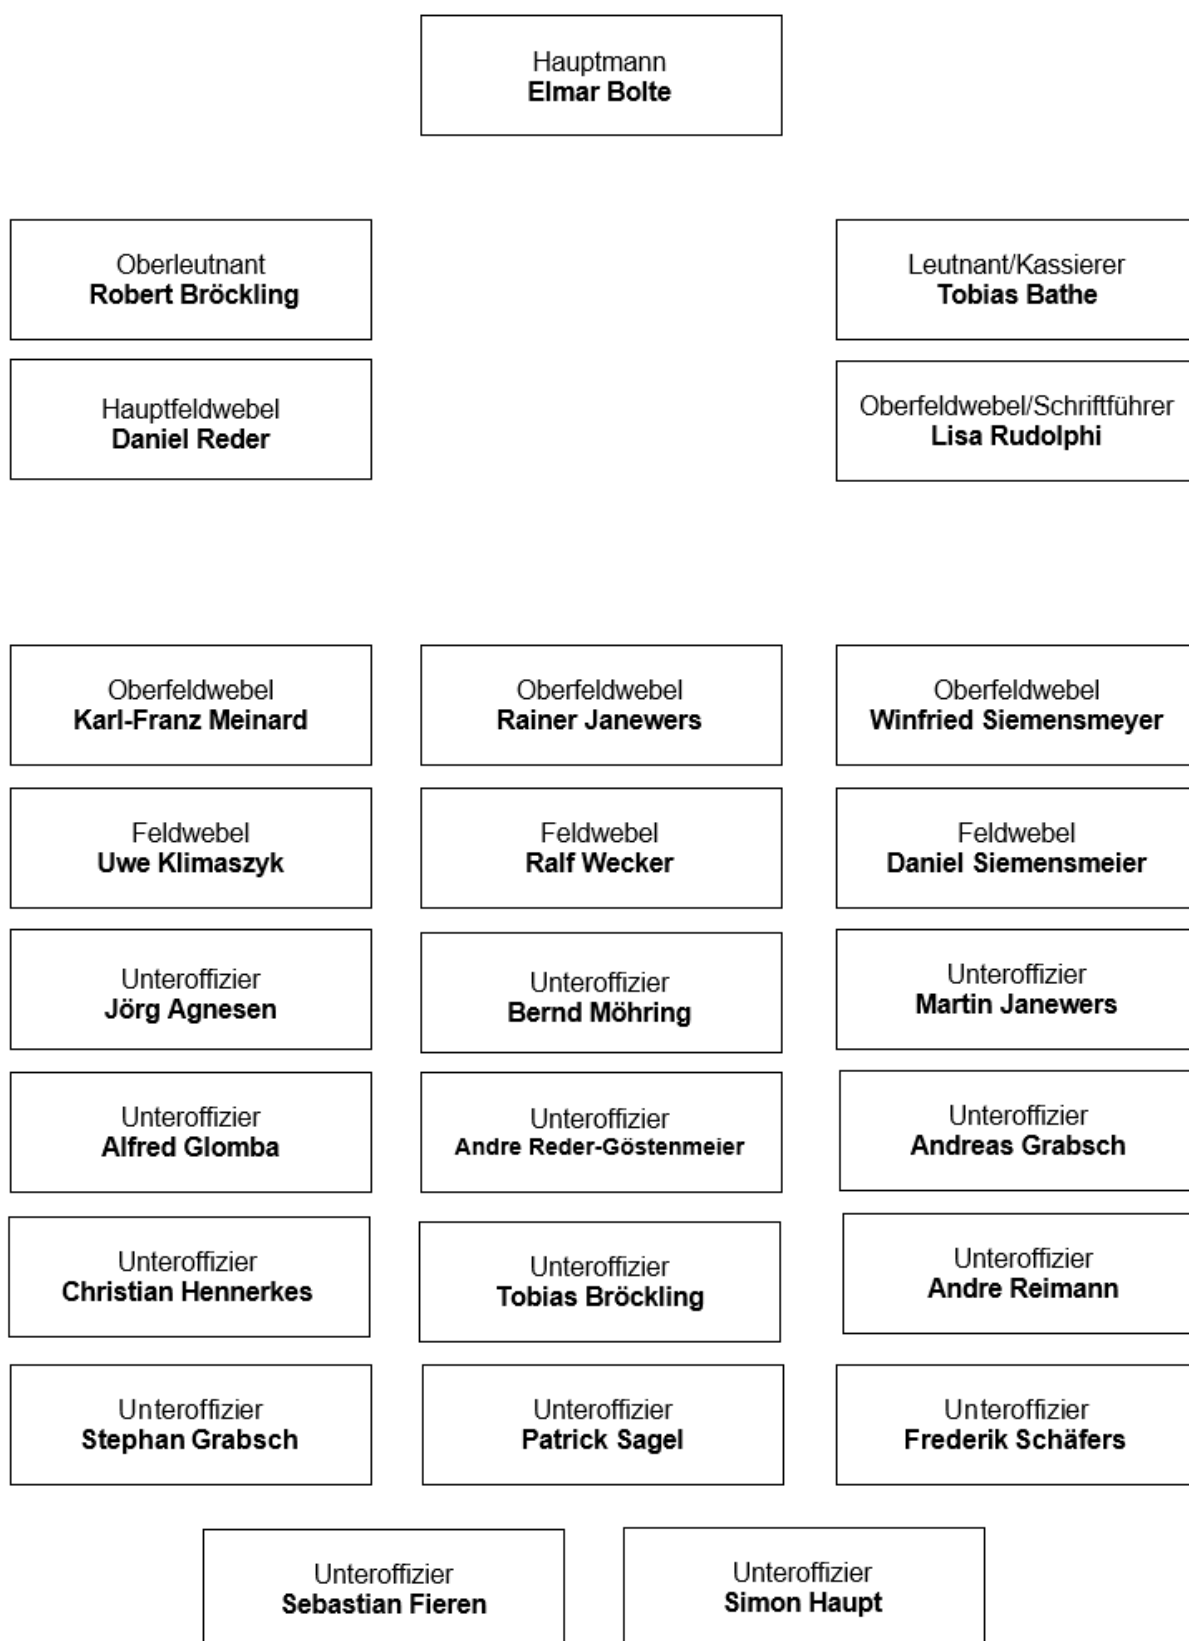 Hauptmann
Elmar Bolte
Oberleutnant
Robert Bröckling
Leutnant/Kassierer
Tobias Bathe
Hauptfeldwebel
Daniel Reder
Oberfeldwebel/Schriftführer
Lisa Rudolphi
Oberfeldwebel
Karl-Franz Meinard
Oberfeldwebel
Rainer Janewers
Oberfeldwebel
Winfried Siemensmeyer
Feldwebel
Uwe Klimaszyk
Feldwebel
Ralf Wecker
Feldwebel
Daniel Siemensmeier
Unteroffizier
Jörg Agnesen
Unteroffizier
Bernd Möhring
Unteroffizier
Martin Janewers
Unteroffizier
Alfred Glomba
Unteroffizier
Andre Reder-Göstenmeier
Unteroffizier
Andreas Grabsch
Unteroffizier
Christian Hennerkes
Unteroffizier
Tobias Bröckling
Unteroffizier
Andre Reimann
Unteroffizier
Stephan Grabsch
Unteroffizier
Patrick Sagel
Unteroffizier
Frederik Schäfers
Unteroffizier
Sebastian Fieren
Unteroffizier
Simon Haupt